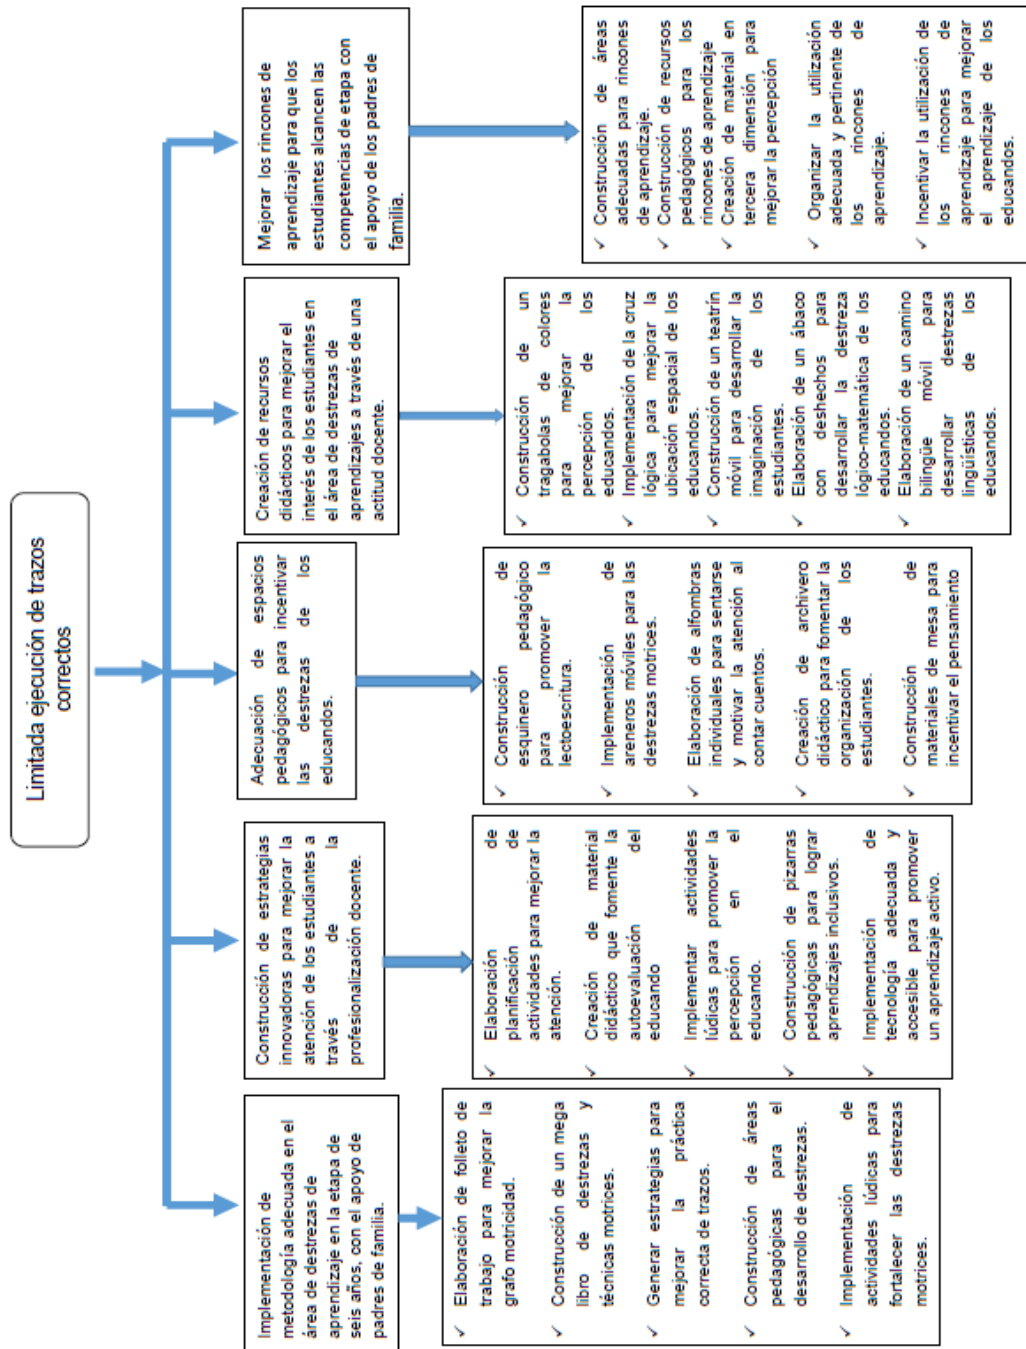 Limitada ejecución de trazos
correctos
Implementación de
metodología adecuada en el
área de destrezas de
aprendizaje en la etapa de
seis años, con el apoyo de
padres de familia.
✓ Elaboración de folleto de
trabajo para mejorar la
grafo motricidad.
✓ Construcción de un mega
libro de destrezas y
técnicas motrices.
✓ Generar estrategias para
mejorar la práctica
correcta de trazos.
✓ Construcción de áreas
pedagógicas para el
desarrollo de destrezas.
✓ Implementación de
actividades lúdicas para
fortalecer las destrezas
motrices.
Construcción de estrategias
innovadoras para mejorar la
atención de los estudiantes a
través de la
profesionalización docente.
✓ Elaboración de
planificación de
actividades para mejorar la
atención.
✓ Creación de material
didáctico que fomente la
autoevaluación del
educando
✓ Implementar actividades
lúdicas para promover la
percepción en el
educando.
✓ Construcción de pizarras
pedagógicas para lograr
aprendizajes inclusivos.
✓ Implementación de
tecnología adecuada y
accesible para promover
un aprendizaje activo.
Adecuación de espacios
pedagógicos para incentivar
las destrezas de los
educandos.
✓ Construcción de
esquinero pedagógico
para promover la
lectoescritura.
✓ Implementación de
areneros móviles para las
destrezas motrices.
✓ Elaboración de alfombras
individuales para sentarse
y motivar la atención al
contar cuentos.
✓ Creación de archivero
didáctico para fomentar la
organización de los
estudiantes.
✓ Construcción de
materiales de mesa para
incentivar el pensamiento
Creación de recursos
didácticos para mejorar el
interés de los estudiantes en
el área de destrezas de
aprendizajes a través de una
actitud docente.
✓ Construcción de un
tragabolas de colores
para mejorar la
percepción de los
educandos.
✓ Implementación de la cruz
lógica para mejorar la
ubicación espacial de los
educandos.
✓ Construcción de un teatrín
móvil para desarrollar la
imaginación de los
estudiantes.
✓ Elaboración de un ábaco
con deshechos para
desarrollar la destreza
lógico-matemática de los
educandos.
✓ Elaboración de un camino
bilingüe móvil para
desarrollar destrezas
lingüísticas de los
educandos.
Mejorar los rincones de
aprendizaje para que los
estudiantes alcancen las
competencias de etapa con
el apoyo de los padres de
familia.
✓ Construcción de áreas
adecuadas para rincones
de aprendizaje.
✓ Construcción de recursos
pedagógicos para los
rincones de aprendizaje
✓ Creación de material en
tercera dimensión para
mejorar la percepción
✓ Organizar la utilización
adecuada y pertinente de
los rincones de
aprendizaje.
✓ Incentivar la utilización de
los rincones de
aprendizaje para mejorar
el aprendizaje de los
educandos.